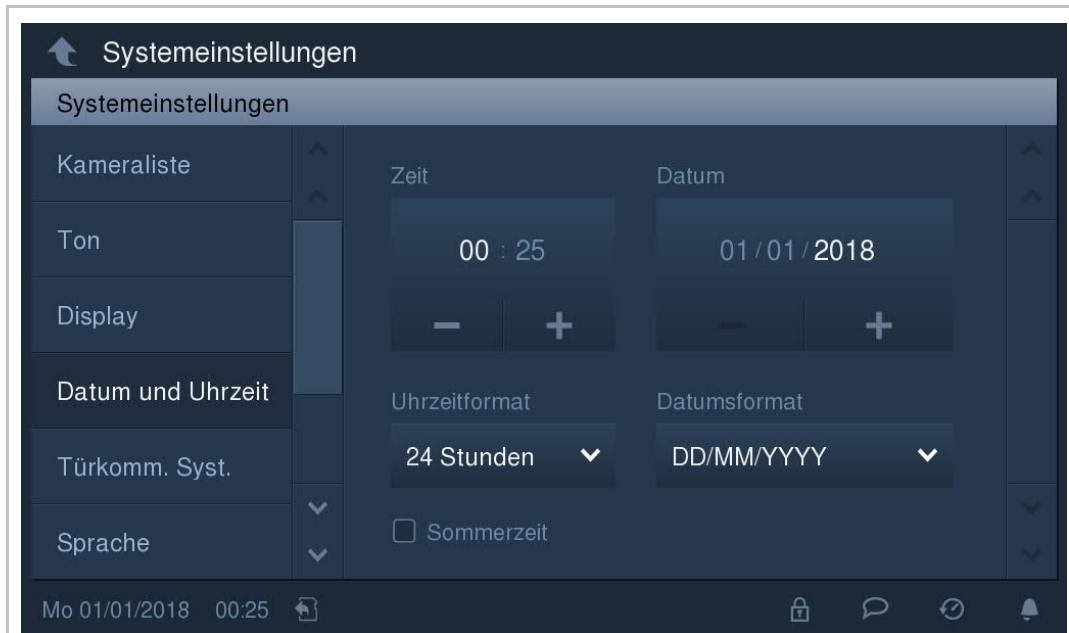 Systemeinstellungen
Systemeinstellungen
Kameraliste
Ton
Display
Datum und Uhrzeit
Türkomm. Syst.
Sprache
Zeit
00 : 25
Datum
01 / 01 / 2018
Uhrzeitformat
24 Stunden
Datumsformat
DD/MM/YYYY
Sommerzeit
Mo 01/01/2018 00:25